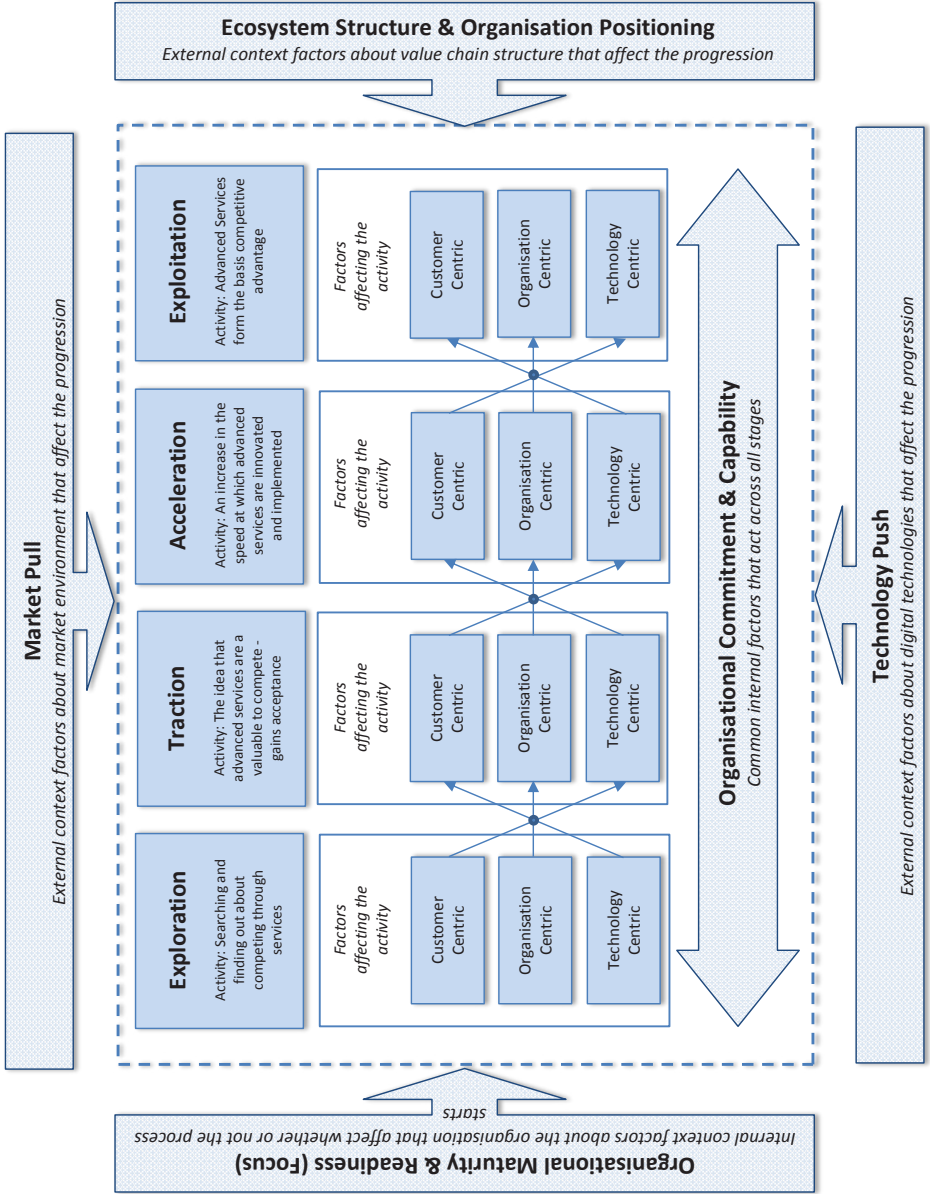 Market Pull
External context factors about market environment that affect the progression
Organisational Maturity & Readiness (Focus)
Internal context factors about the organisation that affect whether or not the process
starts
Exploration
Activity: Searching and
finding out about
competing through
services
Traction
Activity: The idea that
advanced services are a
valuable to compete -
gains acceptance
Acceleration
Activity: An increase in the
speed at which advanced
services are innovated
and implemented
Exploitation
Activity: Advanced Services
form the basis competitive
advantage
Factors
affecting the
activity
Customer
Centric
Organisation
Centric
Technology
Centric
Factors
affecting the
activity
Customer
Centric
Organisation
Centric
Technology
Centric
Factors
affecting the
activity
Customer
Centric
Organisation
Centric
Technology
Centric
Factors
affecting the
activity
Customer
Centric
Organisation
Centric
Technology
Centric
Organisational Commitment & Capability
Common internal factors that act across all stages
Ecosystem Structure & Organisation Positioning
External context factors about value chain structure that affect the progression
Technology Push
External context factors about digital technologies that affect the progression